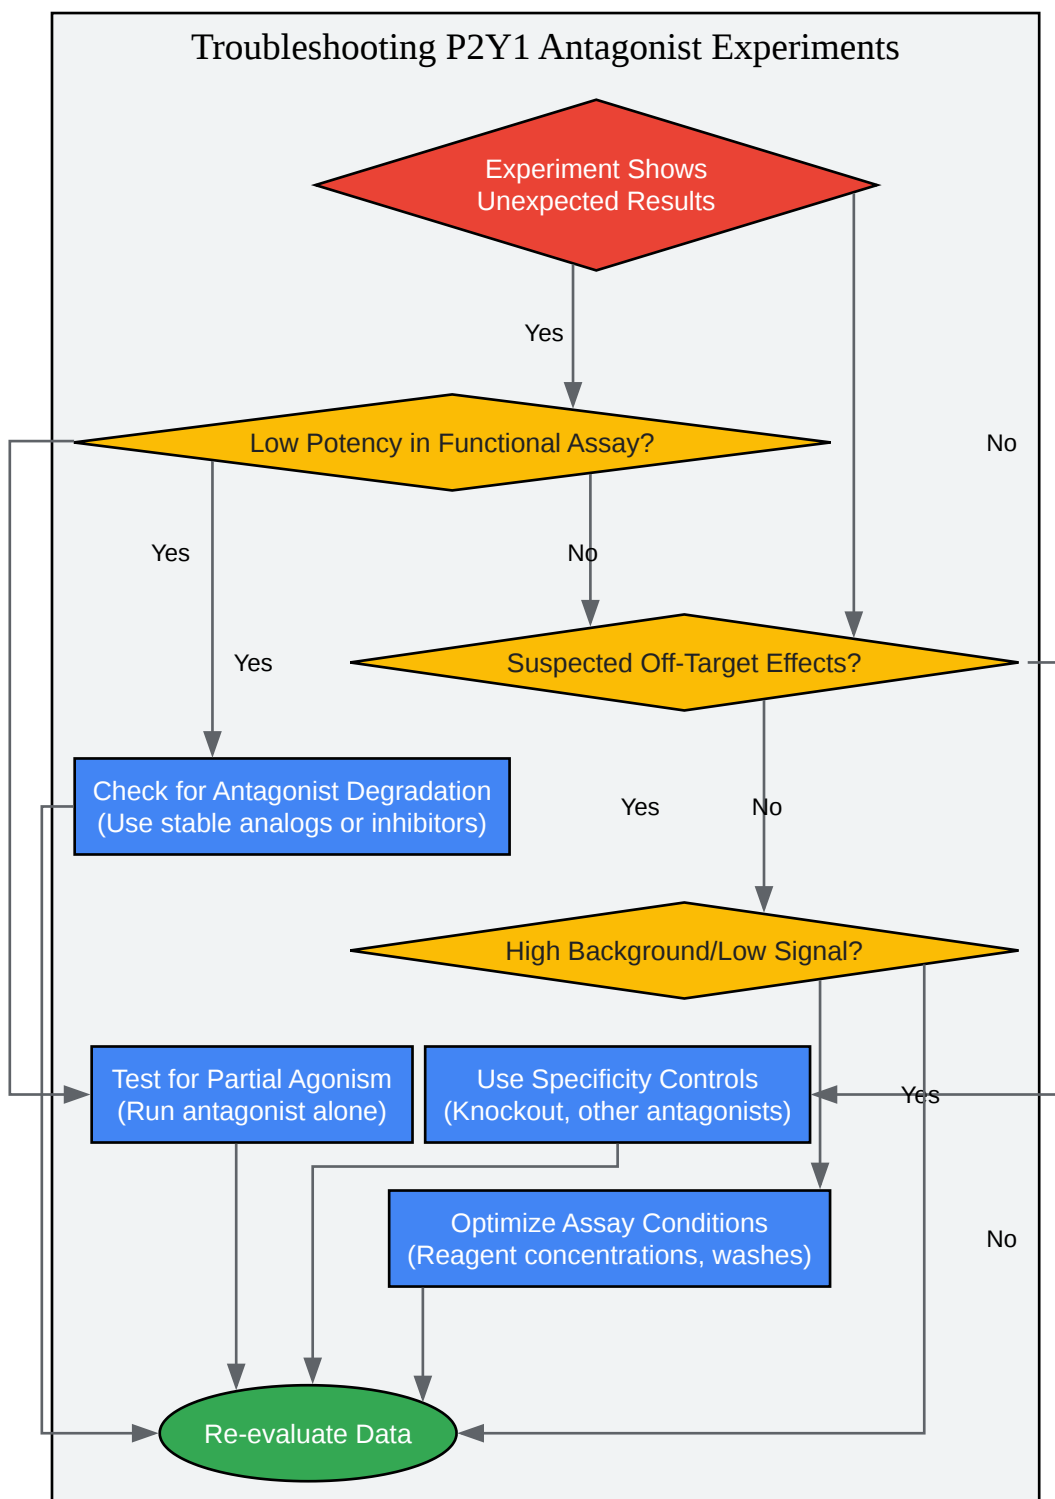 Troubleshooting P2Y1 Antagonist Experiments
Experiment Shows
Unexpected Results
Yes
Low Potency in Functional Assay?
No
Yes
No
Yes
Suspected Off-Target Effects?
Check for Antagonist Degradation
(Use stable analogs or inhibitors)
Yes
No
High Background/Low Signal?
Test for Partial Agonism
(Run antagonist alone)
Use Specificity Controls
(Knockout, other antagonists)
Yes
Optimize Assay Conditions
(Reagent concentrations, washes)
No
Re-evaluate Data